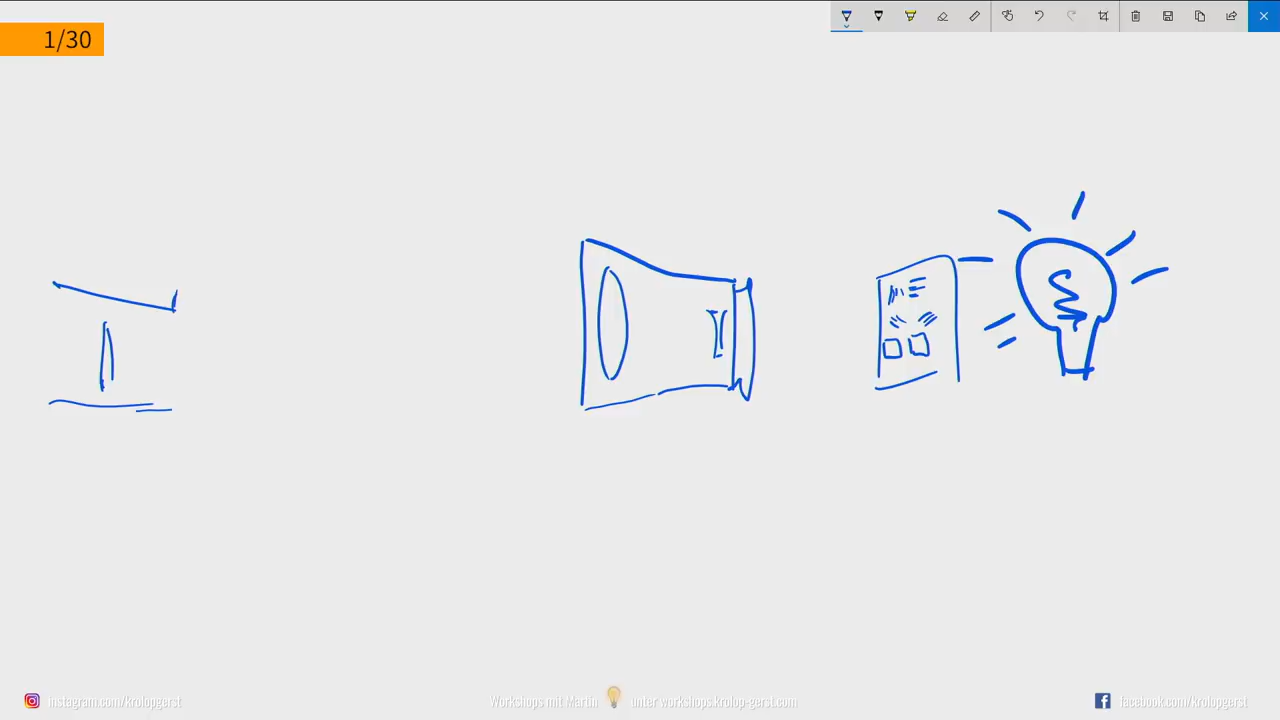 1/30
instagram.com/krolopgerst
Workshops mit Martin unter workshops.krolop-gerst.com
facebook.com/krolopgerst